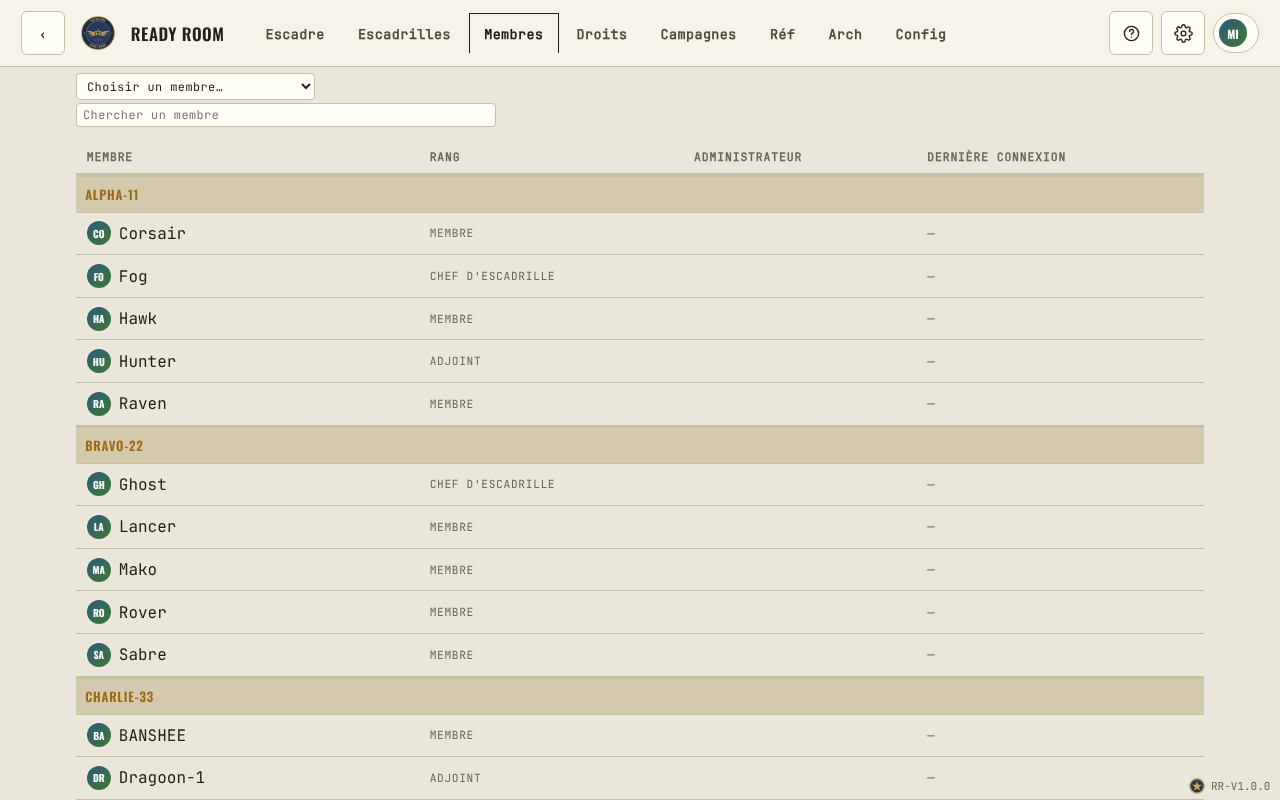 ‹ READY ROOM Escadre Escadrilles Membres Droits Campagnes Réf Arch Config MI
Choisir un membre…
Chercher un membre
MEMBRE RANG ADMINISTRATEUR DERNIÈRE CONNEXION
ALPHA-11
CO Corsair MEMBRE —
FO Fog CHEF D'ESCADRILLE —
HA Hawk MEMBRE —
HU Hunter ADJOINT —
RA Raven MEMBRE —
BRAVO-22
GH Ghost CHEF D'ESCADRILLE —
LA Lancer MEMBRE —
MA Mako MEMBRE —
RO Rover MEMBRE —
SA Sabre MEMBRE —
CHARLIE-33
BA BANSHEE MEMBRE —
DR Dragoon-1 ADJOINT —
RR-V1.0.0